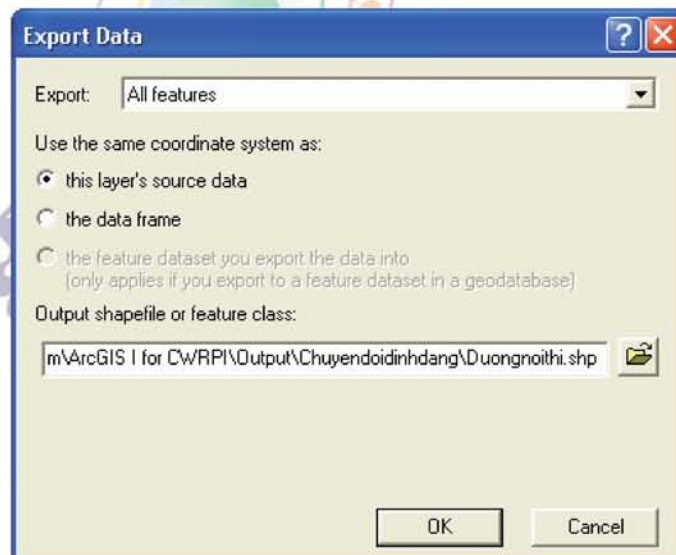 Export Data
Export: All features
Use the same coordinate system as:
this layer's source data
the data frame
the feature dataset you export the data into
(only applies if you export to a feature dataset in a geodatabase)
Output shapefile or feature class:
m\ArcGIS I for CWRPI\Output\Chuyendoidinhdang\Duongnoithi.shp
OK Cancel